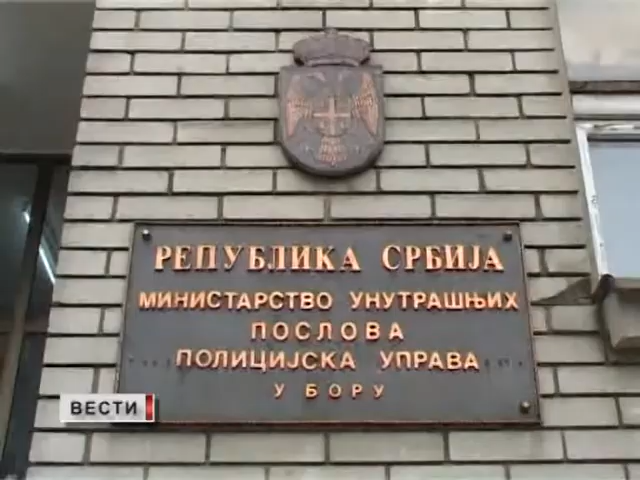 РЕПУБЛИКА СРБИЈА
МИНИСТАРСТВО УНУТРАШЊИХ
ПОСЛОВА
ПОЛИЦИЈСКА УПРАВА
У БОРУ
ВЕСТИ